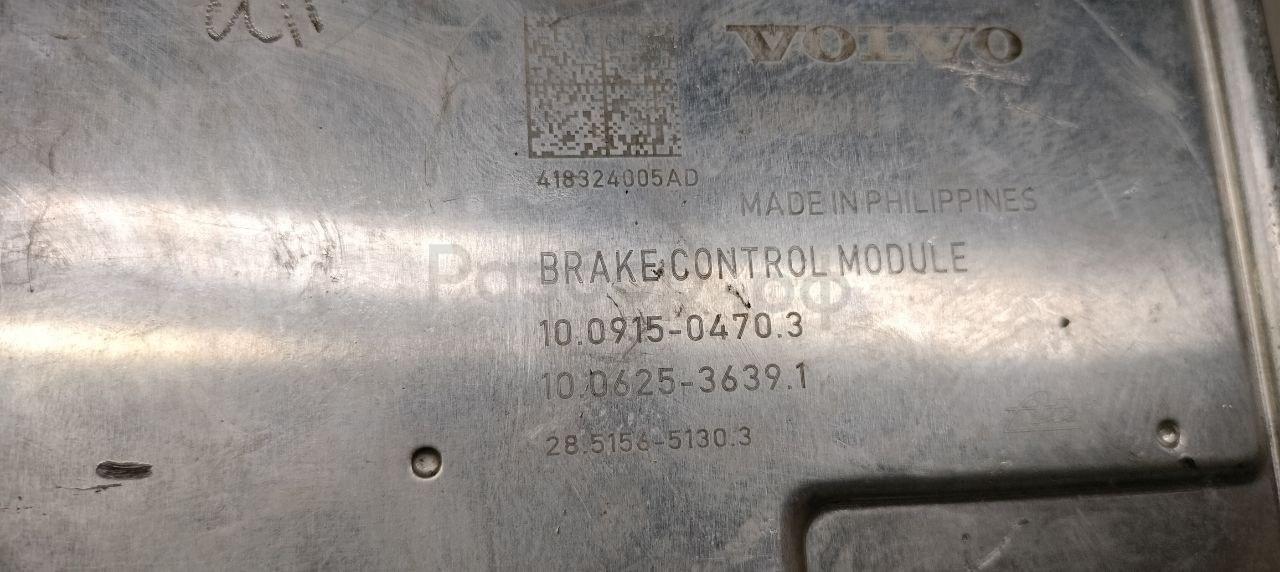 VOLVO
418324005AD
MADE IN PHILIPPINES
BRAKE CONTROL MODULE
10.0915-0470.3
10.0625-3639.1
28.5156-5130.3